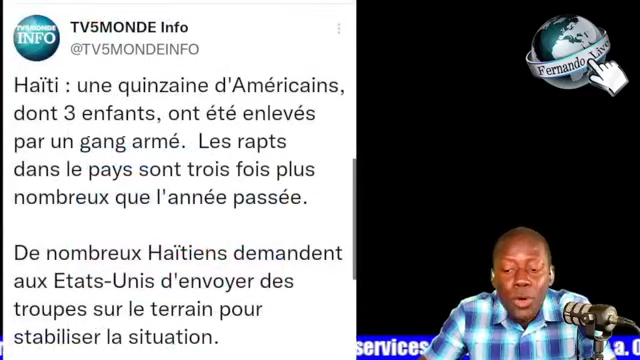 TV5MONDE Info
@TV5MONDEINFO
TV5MONDE
INFO
Haïti : une quinzaine d'Américains,
dont 3 enfants, ont été enlevés
par un gang armé. Les rapts
dans le pays sont trois fois plus
nombreux que l'année passée.
De nombreux Haïtiens demandent
aux Etats-Unis d'envoyer des
troupes sur le terrain pour
stabiliser la situation.
Fernando Live
services